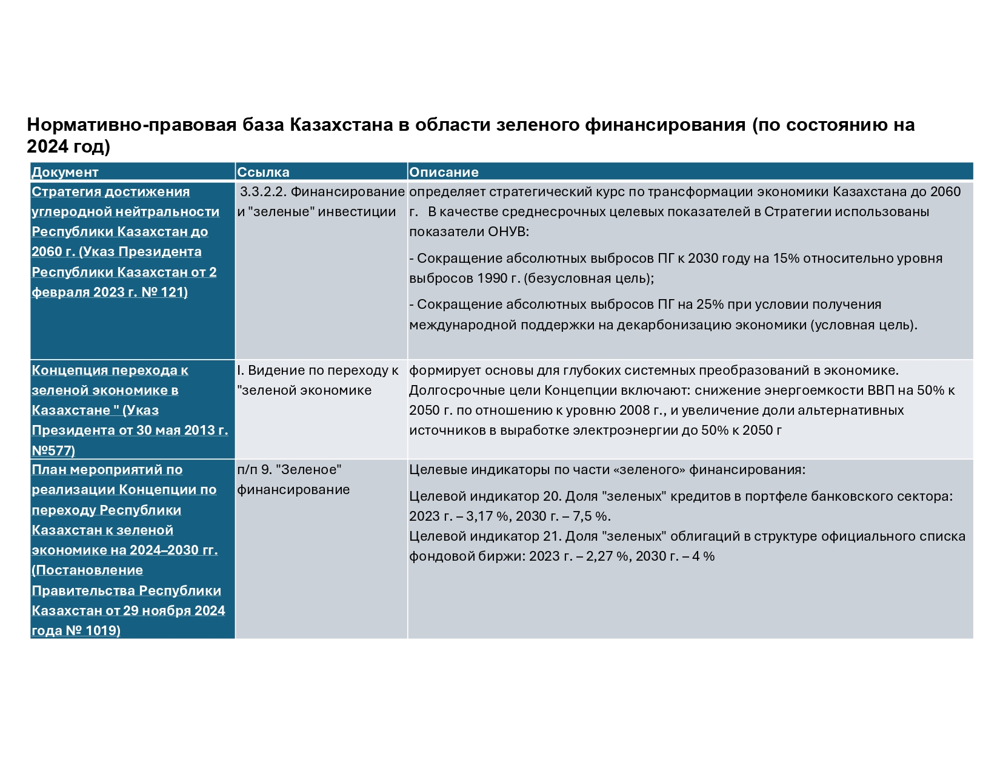 Нормативно-правовая база Казахстана в области зеленого финансирования (по состоянию на
2024 год)
Документ
Ссылка
Описание
Стратегия достижения
углеродной нейтральности
Республики Казахстан до
2060 г. (Указ Президента
Республики Казахстан от 2
февраля 2023 г. № 121)
3.3.2.2. Финансирование
и "зеленые" инвестиции
определяет стратегический курс по трансформации экономики Казахстана до 2060
г. В качестве среднесрочных целевых показателей в Стратегии использованы
показатели ОНУВ:
- Сокращение абсолютных выбросов ПГ к 2030 году на 15% относительно уровня
выбросов 1990 г. (безусловная цель);
- Сокращение абсолютных выбросов ПГ на 25% при условии получения
международной поддержки на декарбонизацию экономики (условная цель).
Концепция перехода к
зеленой экономике в
Казахстане " (Указ
Президента от 30 мая 2013 г.
№577)
I. Видение по переходу к
"зеленой экономике
формирует основы для глубоких системных преобразований в экономике.
Долгосрочные цели Концепции включают: снижение энергоемкости ВВП на 50% к
2050 г. по отношению к уровню 2008 г., и увеличение доли альтернативных
источников в выработке электроэнергии до 50% к 2050 г
План мероприятий по
реализации Концепции по
переходу Республики
Казахстан к зеленой
экономике на 2024–2030 гг.
(Постановление
Правительства Республики
Казахстан от 29 ноября 2024
года № 1019)
п/п 9. "Зеленое"
финансирование
Целевые индикаторы по части «зеленого» финансирования:
Целевой индикатор 20. Доля "зеленых" кредитов в портфеле банковского сектора:
2023 г. – 3,17 %, 2030 г. – 7,5 %.
Целевой индикатор 21. Доля "зеленых" облигаций в структуре официального списка
фондовой биржи: 2023 г. – 2,27 %, 2030 г. – 4 %